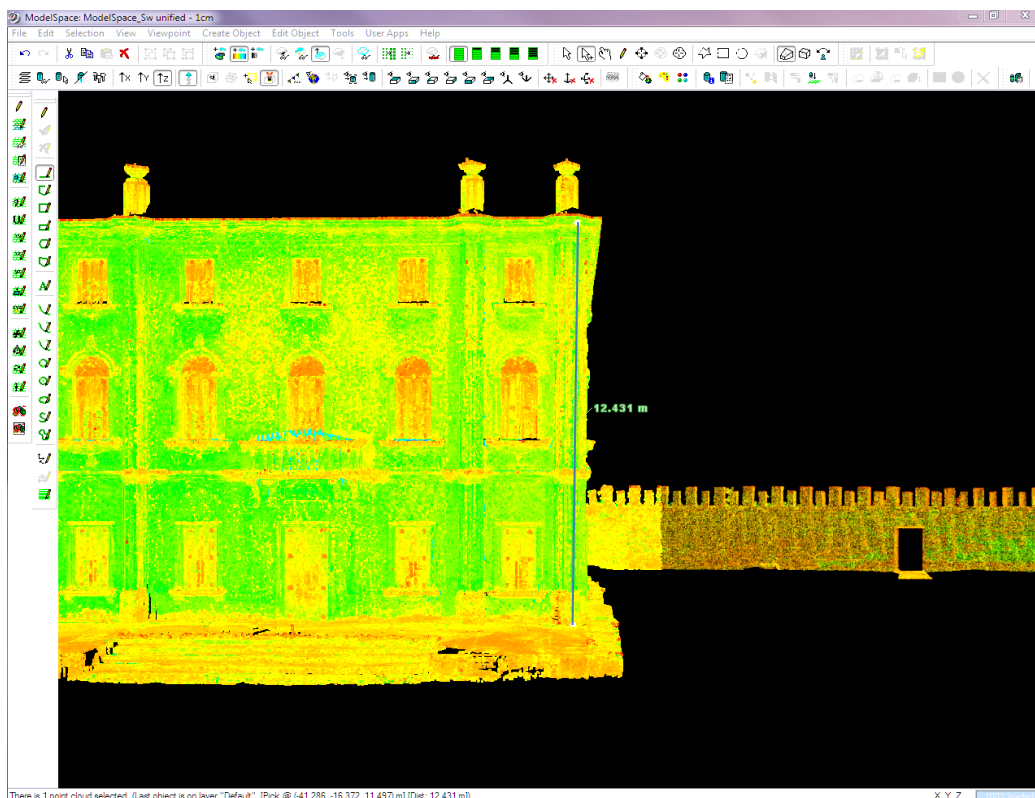 ModelSpace: ModelSpace_Sw unified - 1cm
File Edit Selection View Viewpoint Create Object Edit Object Tools User Apps Help
12.431 m
There is 1 point cloud selected. (Last object is on layer "Default". [Pick @ (-41.286, -16.372, 11.497) m] [Dist: 12.431 m])
X Y Z